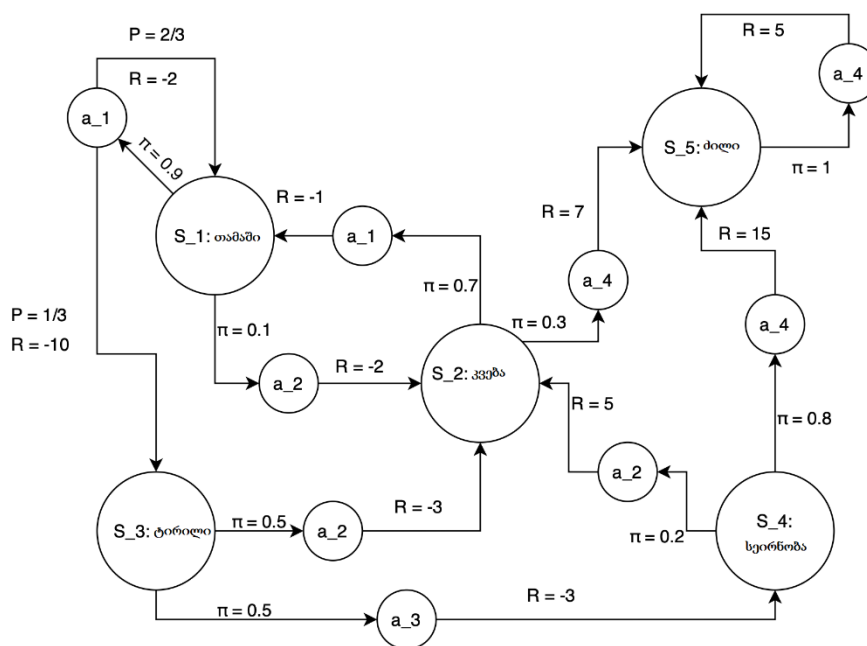 P = 2/3
R = -2
a_1
π = 0.9
S_1: თამაში
R = -1
a_1
R = 5
a_4
S_5: ძილი
π = 1
R = 7
a_4
R = 15
a_4
π = 0.7
π = 0.3
P = 1/3
R = -10
π = 0.1
a_2
R = -2
S_2: კვება
R = 5
a_2
π = 0.8
π = 0.2
S_4:
სეირნობა
S_3: ტირილი
π = 0.5
a_2
R = -3
π = 0.5
a_3
R = -3